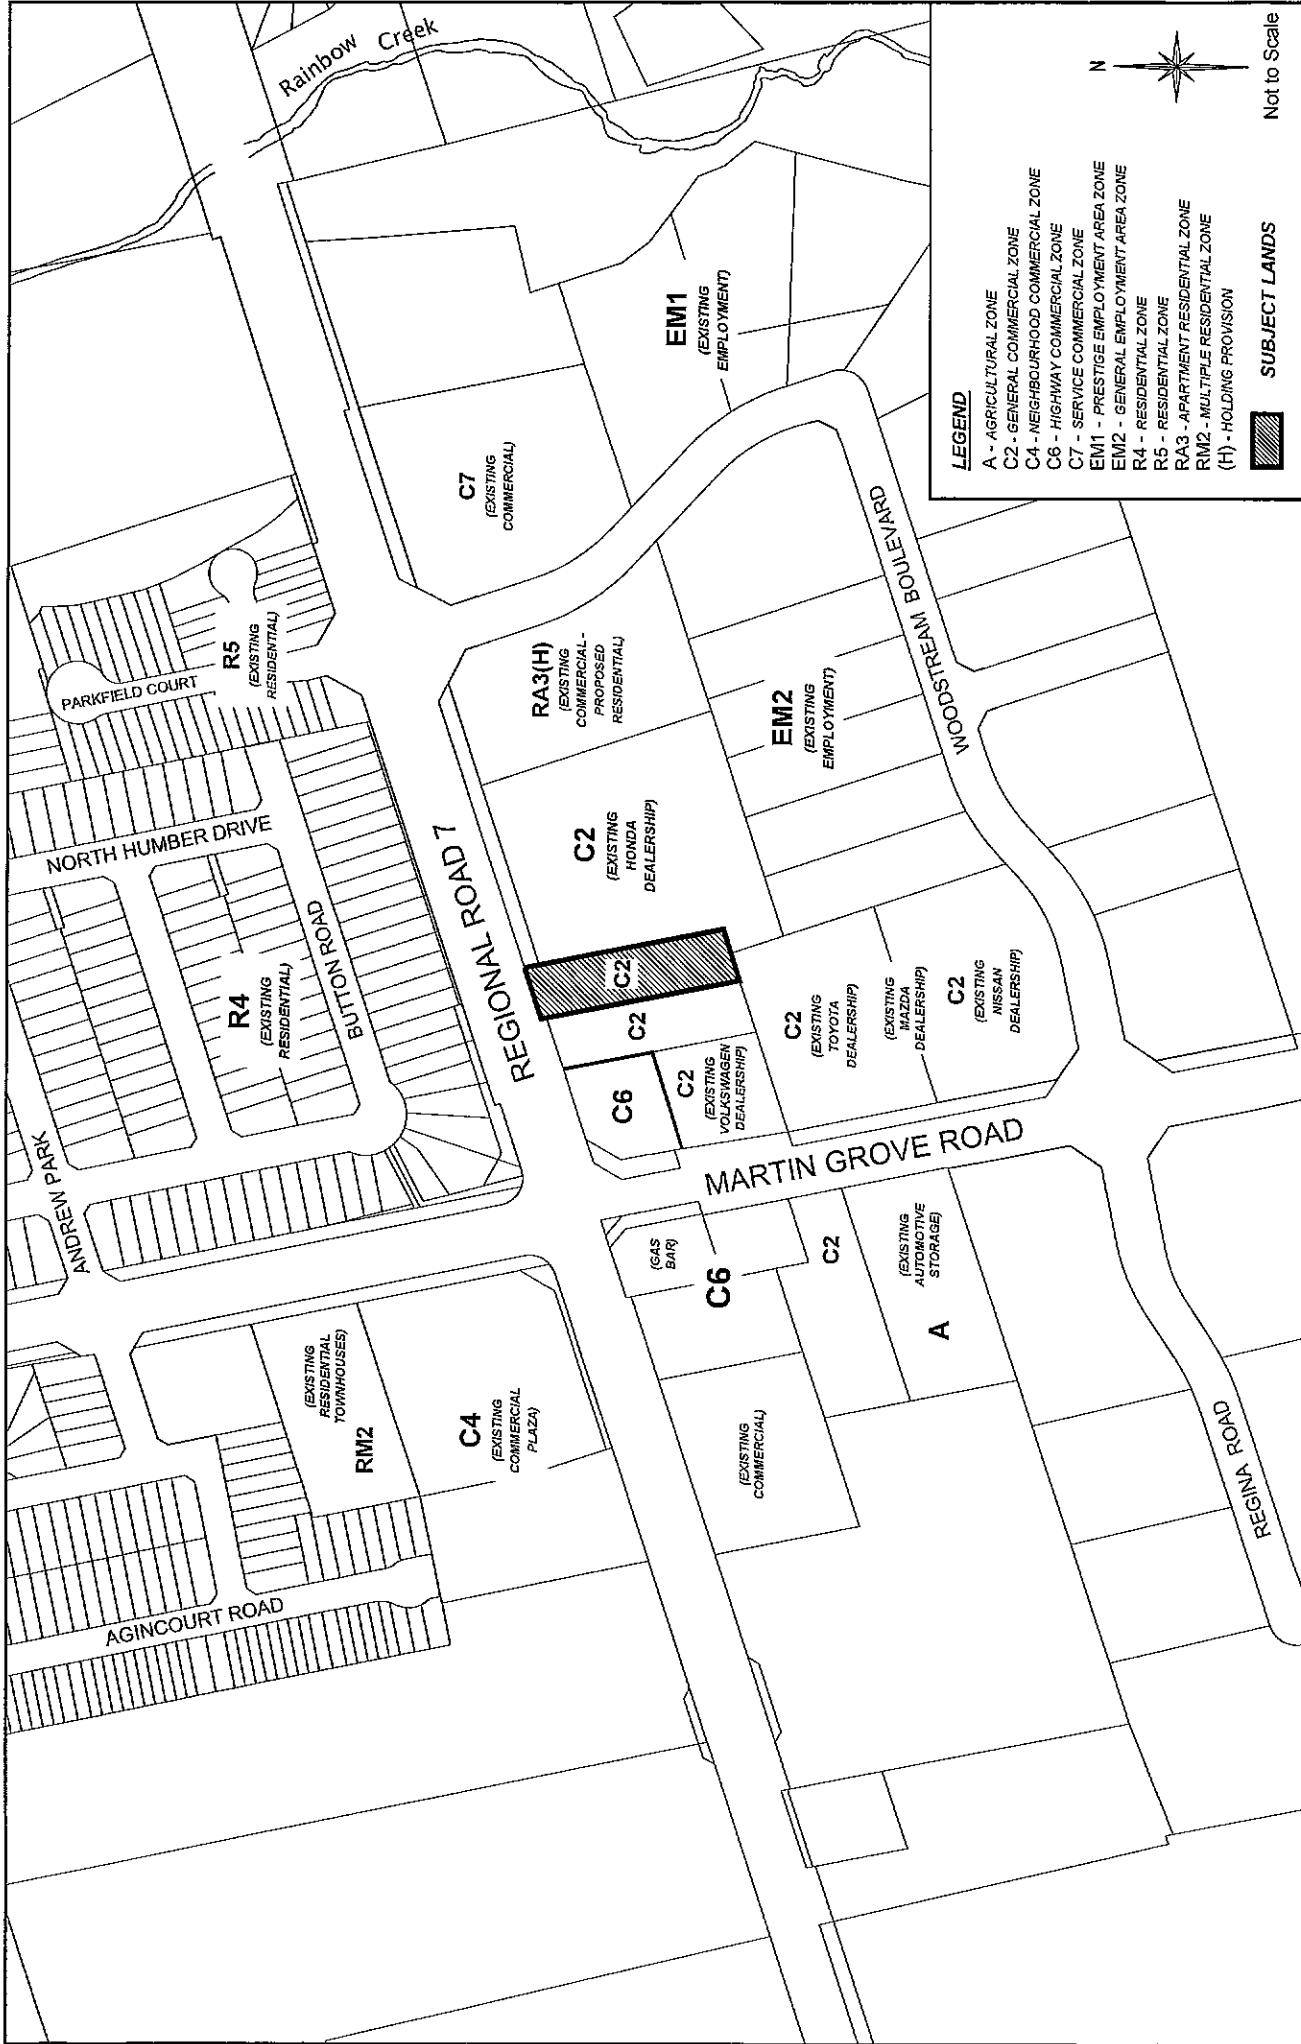 Rainbow Creek
PARKFIELD COURT
R5
(EXISTING
RESIDENTIAL)
NORTH HUMBER DRIVE
BUTTON ROAD
R4
(EXISTING
RESIDENTIAL)
ANDREW PARK
AGINCOURT ROAD
(EXISTING
RESIDENTIAL
TOWNHOUSES)
RM2
C4
(EXISTING
COMMERCIAL
PLAZA)
REGIONAL ROAD 7
C7
(EXISTING
COMMERCIAL)
EM1
(EXISTING
EMPLOYMENT)
RA3(H)
(EXISTING
COMMERCIAL-
PROPOSED
RESIDENTIAL)
C2
(EXISTING
HONDA
DEALERSHIP)
C2
C2
C6
C2
(EXISTING
VOLKSWAGEN
DEALERSHIP)
EM2
(EXISTING
EMPLOYMENT)
WOODSTREAM BOULEVARD
C2
(EXISTING
TOYOTA
DEALERSHIP)
(EXISTING
MAZDA
DEALERSHIP)
C2
(EXISTING
NISSAN
DEALERSHIP)
MARTIN GROVE ROAD
(GAS
BAR)
C6
C2
(EXISTING
AUTOMOTIVE
STORAGE)
A
(EXISTING
COMMERCIAL)
REGINA ROAD
LEGEND
A - AGRICULTURAL ZONE
C2 - GENERAL COMMERCIAL ZONE
C4 - NEIGHBOURHOOD COMMERCIAL ZONE
C6 - HIGHWAY COMMERCIAL ZONE
C7 - SERVICE COMMERCIAL ZONE
EM1 - PRESTIGE EMPLOYMENT AREA ZONE
EM2 - GENERAL EMPLOYMENT AREA ZONE
R4 - RESIDENTIAL ZONE
R5 - RESIDENTIAL ZONE
RA3 - APARTMENT RESIDENTIAL ZONE
RM2 - MULTIPLE RESIDENTIAL ZONE
(H) - HOLDING PROVISION
SUBJECT LANDS
N
Not to Scale